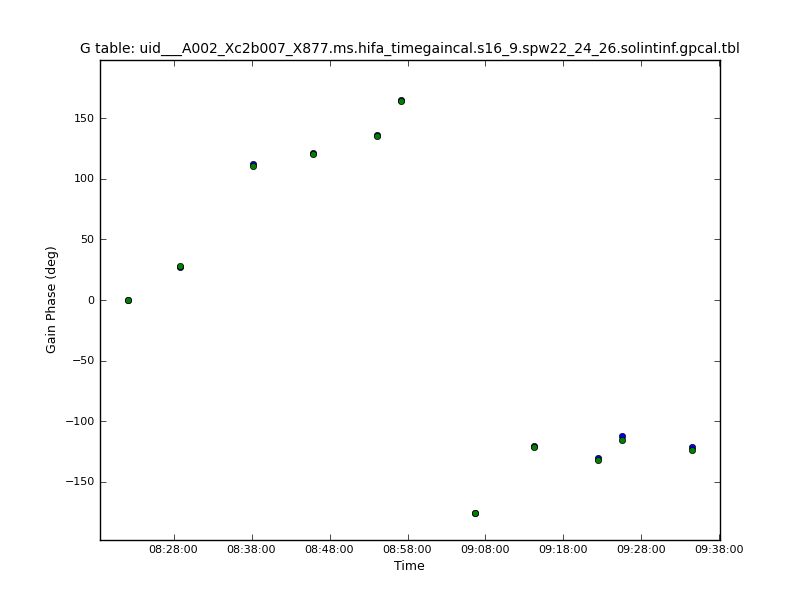 G table: uid___A002_Xc2b007_X877.ms.hifa_timegaincal.s16_9.spw22_24_26.solintinf.gpcal.tbl
Gain Phase (deg)
150
100
50
0
−50
−100
−150
08:28:00 08:38:00 08:48:00 08:58:00 09:08:00 09:18:00 09:28:00 09:38:00
Time